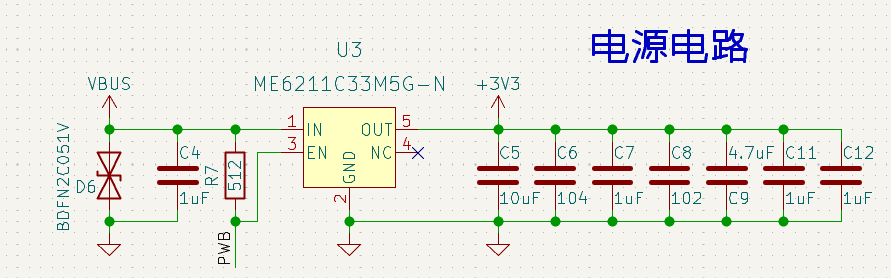 电源电路
U3
VBUS
ME6211C33M5G-N
+3V3
1 IN OUT 5
3 EN NC 4
GND
2
BDFN2C051V
D6
C4
1uF
R7
512
PWB
C5
10uF
C6
104
C7
1uF
C8
102
4.7uF
C9
C11
1uF
C12
1uF